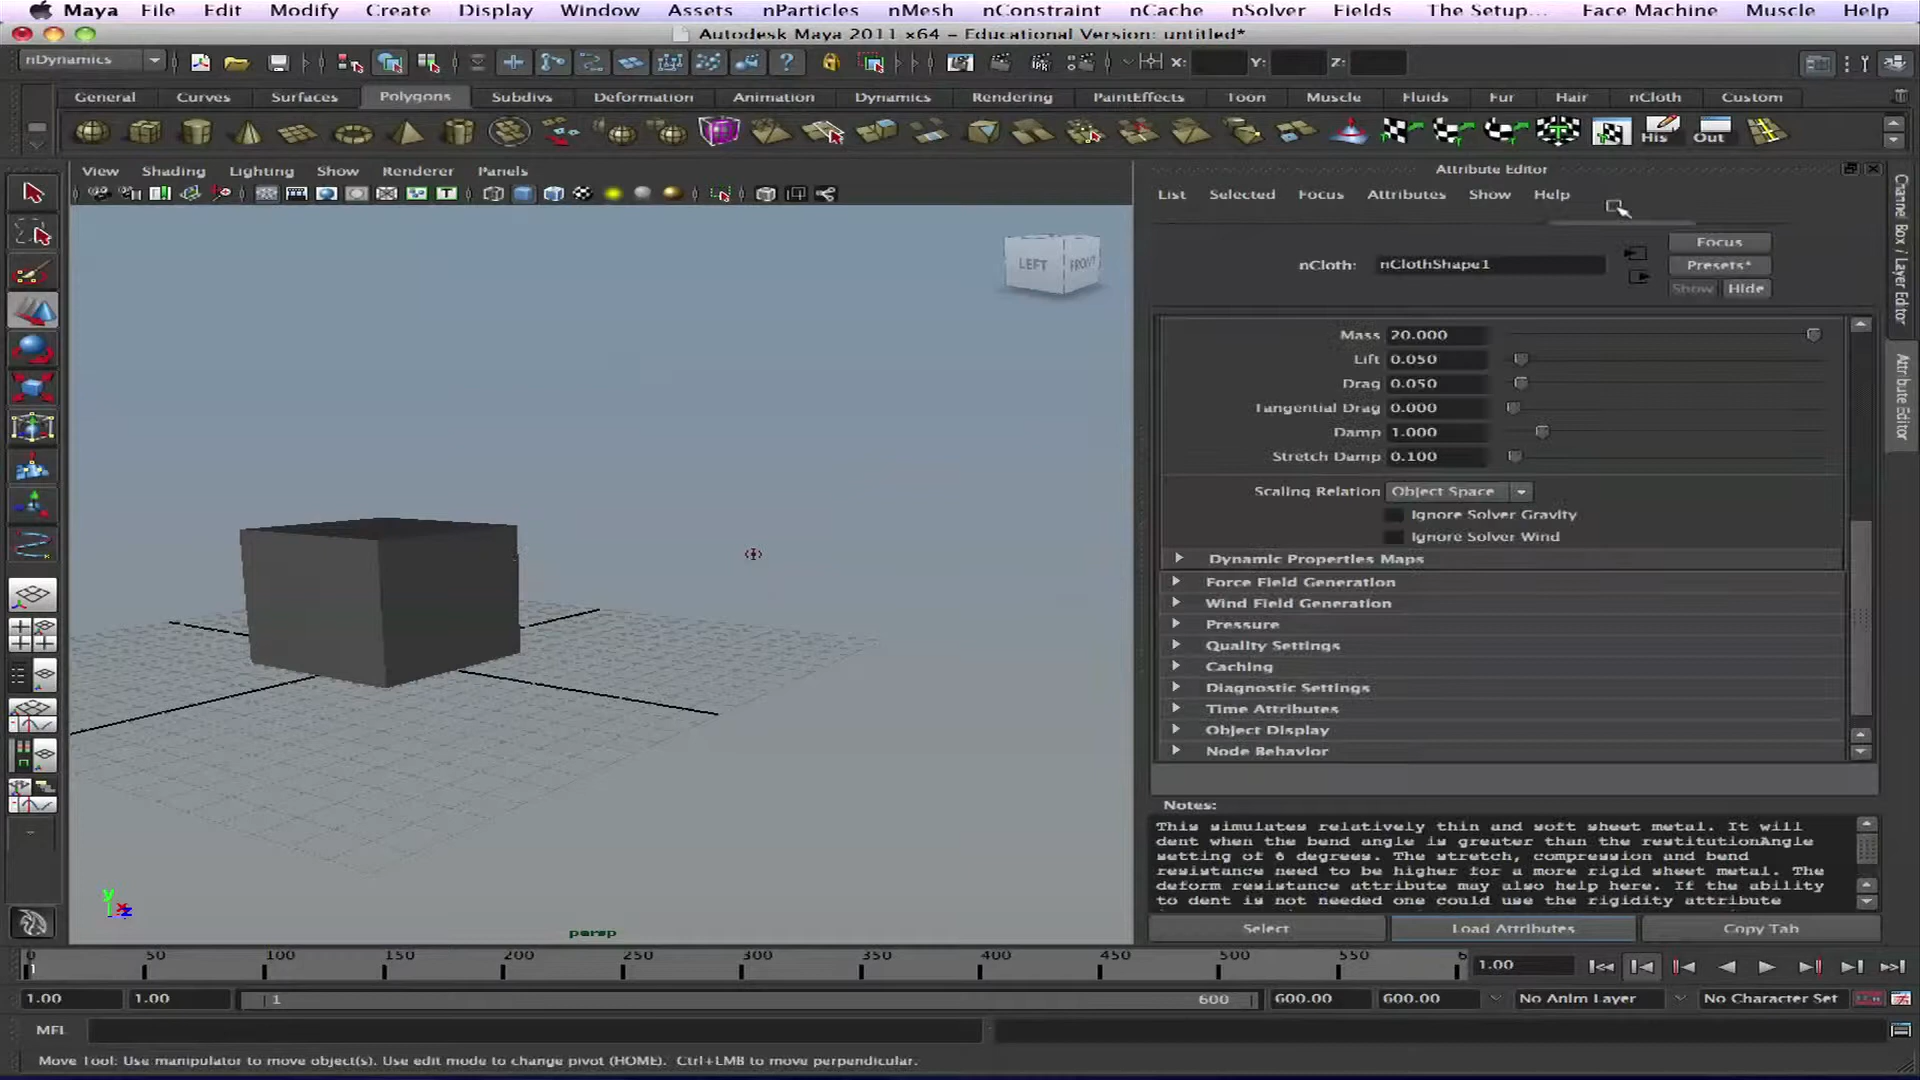 Maya File Edit Modify Create Display Window Assets nParticles nMesh nConstraint nCache nSolver Fields The Setup... Face Machine Muscle Help
Autodesk Maya 2011 x64 – Educational Version: untitled*
nDynamics
IPR
X:
Y:
Z:
General Curves Surfaces Polygons Subdivs Deformation Animation Dynamics Rendering PaintEffects Toon Muscle Fluids Fur Hair nCloth Custom
His Out
View Shading Lighting Show Renderer Panels
LEFT FRONT
persp
y
x
z
Attribute Editor
List Selected Focus Attributes Show Help
nCloth: nClothShape1
Focus
Presets*
Show Hide
Mass 20.000
Lift 0.050
Drag 0.050
Tangential Drag 0.000
Damp 1.000
Stretch Damp 0.100
Scaling Relation Object Space
Ignore Solver Gravity
Ignore Solver Wind
Dynamic Properties Maps
Force Field Generation
Wind Field Generation
Pressure
Quality Settings
Caching
Diagnostic Settings
Time Attributes
Object Display
Node Behavior
Notes:
This simulates relatively thin and soft sheet metal. It will
dent when the bend angle is greater than the restitutionAngle
setting of 6 degrees. The stretch, compression and bend
resistance need to be higher for a more rigid sheet metal. The
deform resistance attribute may also help here. If the ability
to dent is not needed one could use the rigidity attribute
Select Load Attributes Copy Tab
Channel Box / Layer Editor
Attribute Editor
0 50 100 150 200 250 300 350 400 450 500 550 6
1
1.00
1.00 1.00 1 600 600.00 600.00 No Anim Layer No Character Set
MEL
Move Tool: Use manipulator to move object(s). Use edit mode to change pivot (HOME). Ctrl+LMB to move perpendicular.